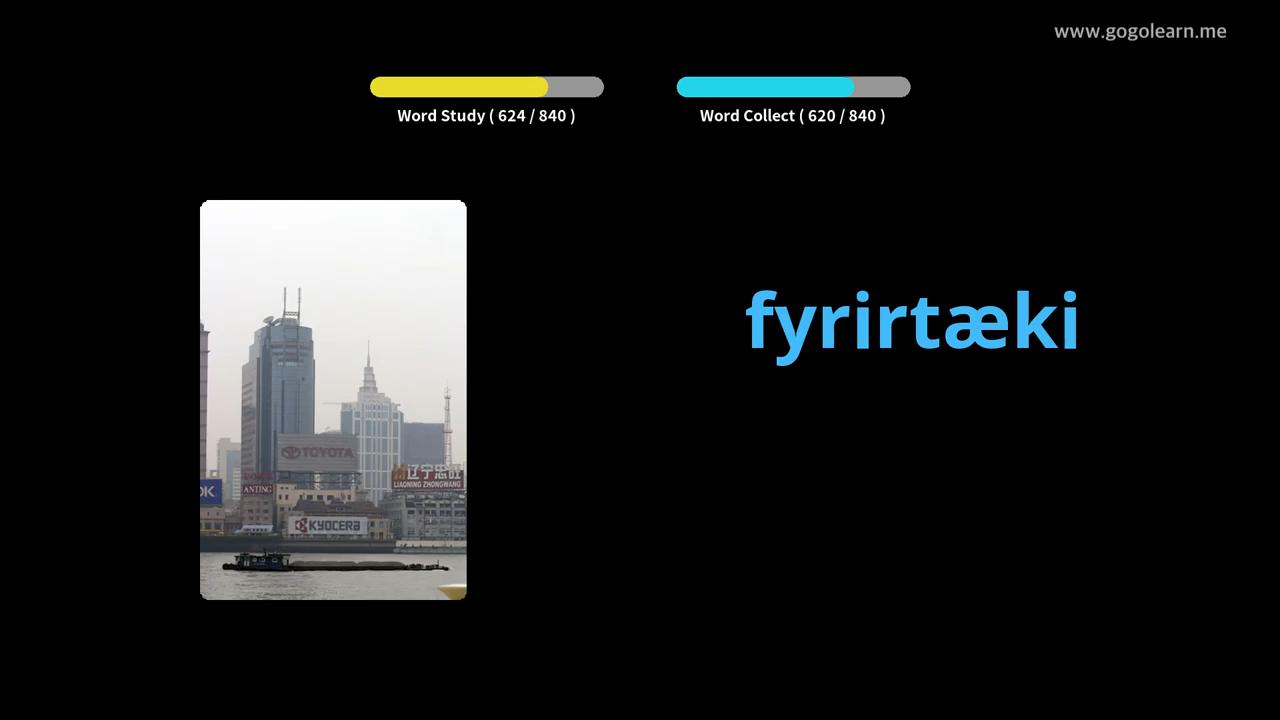 www.gogolearn.me
Word Study ( 624 / 840 )
Word Collect ( 620 / 840 )
fyrirtæki
TOYOTA
辽宁忠旺
LIAONING ZHONGWANG
OK
ANTING
KYOCERA